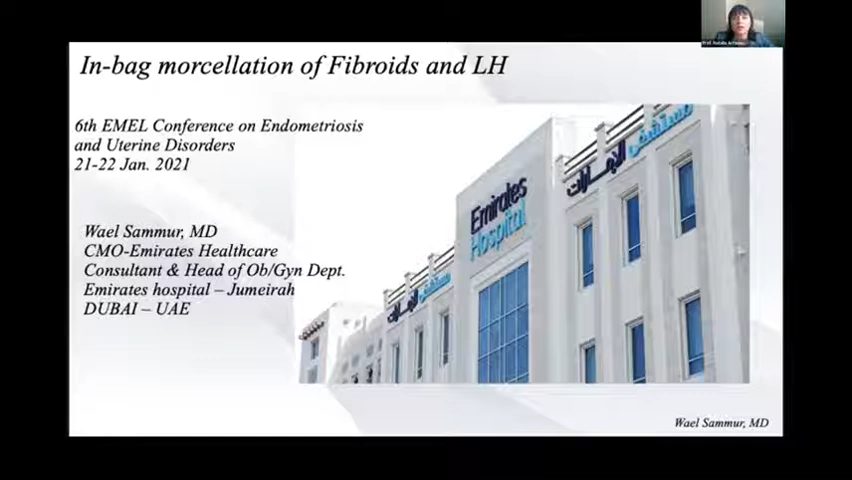 In-bag morcellation of Fibroids and LH
6th EMEL Conference on Endometriosis
and Uterine Disorders
21-22 Jan. 2021
Wael Sammur, MD
CMO-Emirates Healthcare
Consultant & Head of Ob/Gyn Dept.
Emirates hospital – Jumeirah
DUBAI – UAE
مستشفى الإمارات
Emirates
Hospital
مستشفى الإمارات
Wael Sammur, MD